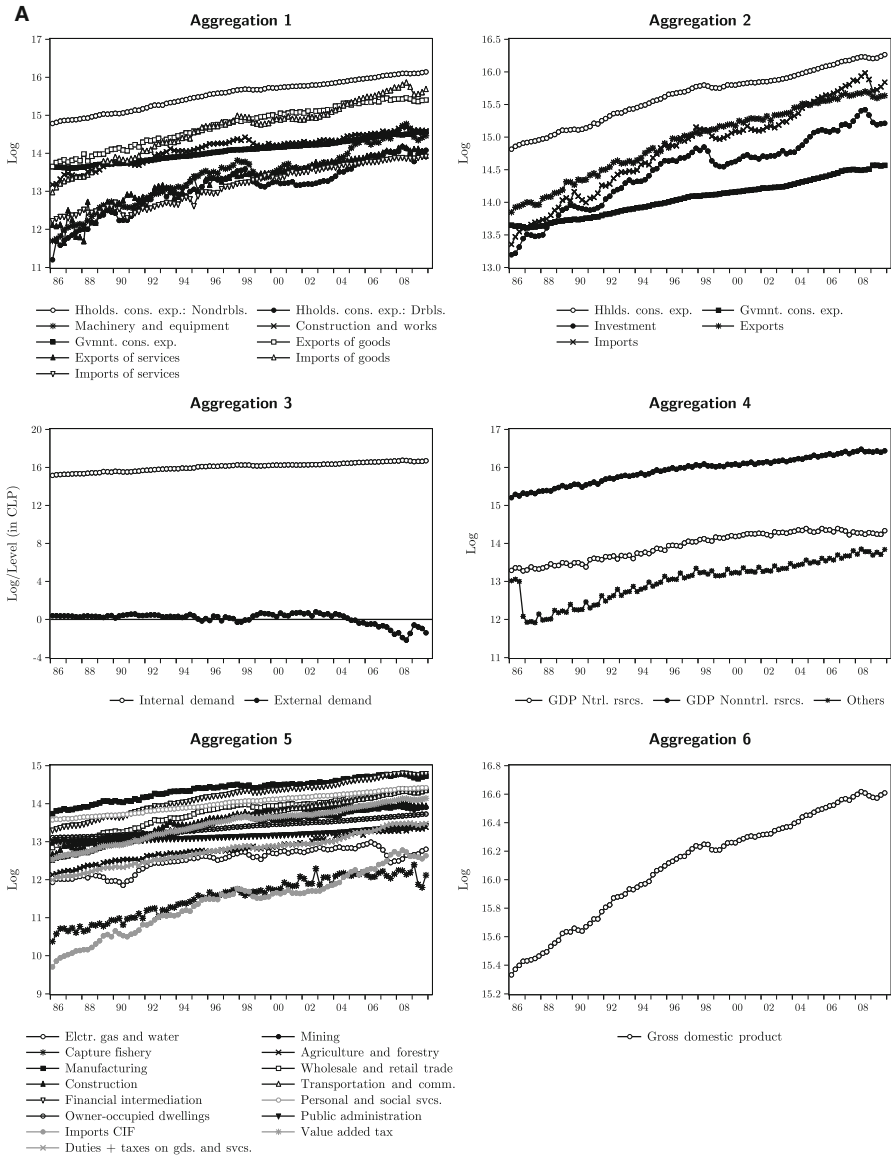 A
Aggregation 1
17
16
15
14
13
12
11
Log
86 88 90 92 94 96 98 00 02 04 06 08
Hholds. cons. exp.: Nondrbls. Hholds. cons. exp.: Drbls.
Machinery and equipment Construction and works
Gvmnt. cons. exp. Exports of goods
Exports of services Imports of goods
Imports of services
Aggregation 2
16.5
16.0
15.5
15.0
14.5
14.0
13.5
13.0
Log
86 88 90 92 94 96 98 00 02 04 06 08
Hhlds. cons. exp. Gvmnt. cons. exp.
Investment Exports
Imports
Aggregation 3
20
16
12
8
4
0
-4
Log/Level (in CLP)
86 88 90 92 94 96 98 00 02 04 06 08
Internal demand External demand
Aggregation 4
17
16
15
14
13
12
11
Log
86 88 90 92 94 96 98 00 02 04 06 08
GDP Ntrl. rsrcs. GDP Nonntrl. rsrcs. Others
Aggregation 5
15
14
13
12
11
10
9
Log
86 88 90 92 94 96 98 00 02 04 06 08
Elctr. gas and water Mining
Capture fishery Agriculture and forestry
Manufacturing Wholesale and retail trade
Construction Transportation and comm.
Financial intermediation Personal and social svcs.
Owner-occupied dwellings Public administration
Imports CIF Value added tax
Duties + taxes on gds. and svcs.
Aggregation 6
16.8
16.6
16.4
16.2
16.0
15.8
15.6
15.4
15.2
Log
86 88 90 92 94 96 98 00 02 04 06 08
Gross domestic product